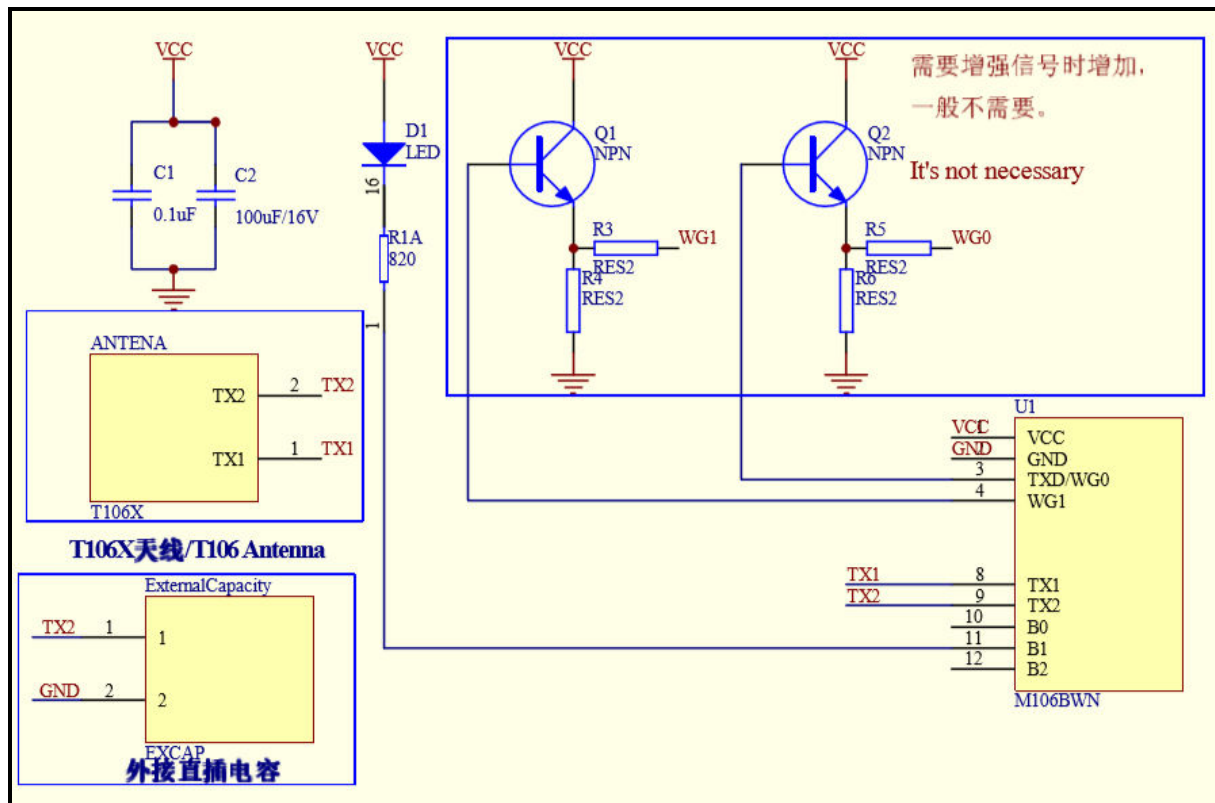 VCC
VCC
VCC
VCC
需要增强信号时增加,
一般不需要。
It's not necessary
D1
LED
Q1
NPN
Q2
NPN
C1
0.1uF
C2
100uF/16V
16
R1A
820
1
R3
RES2
WG1
R4
RES2
R5
RES2
WG0
R6
RES2
ANTENA
TX2
2
TX2
TX1
1
TX1
T106X
T106X天线/T106 Antenna
ExternalCapacity
TX2
1
1
GND
2
2
EXCAP
外接直插电容
U1
VCC
1
VCC
GND
2
GND
3
TXD/WG0
4
WG1
TX1
8
TX1
TX2
9
TX2
10
B0
11
B1
12
B2
M106BWN